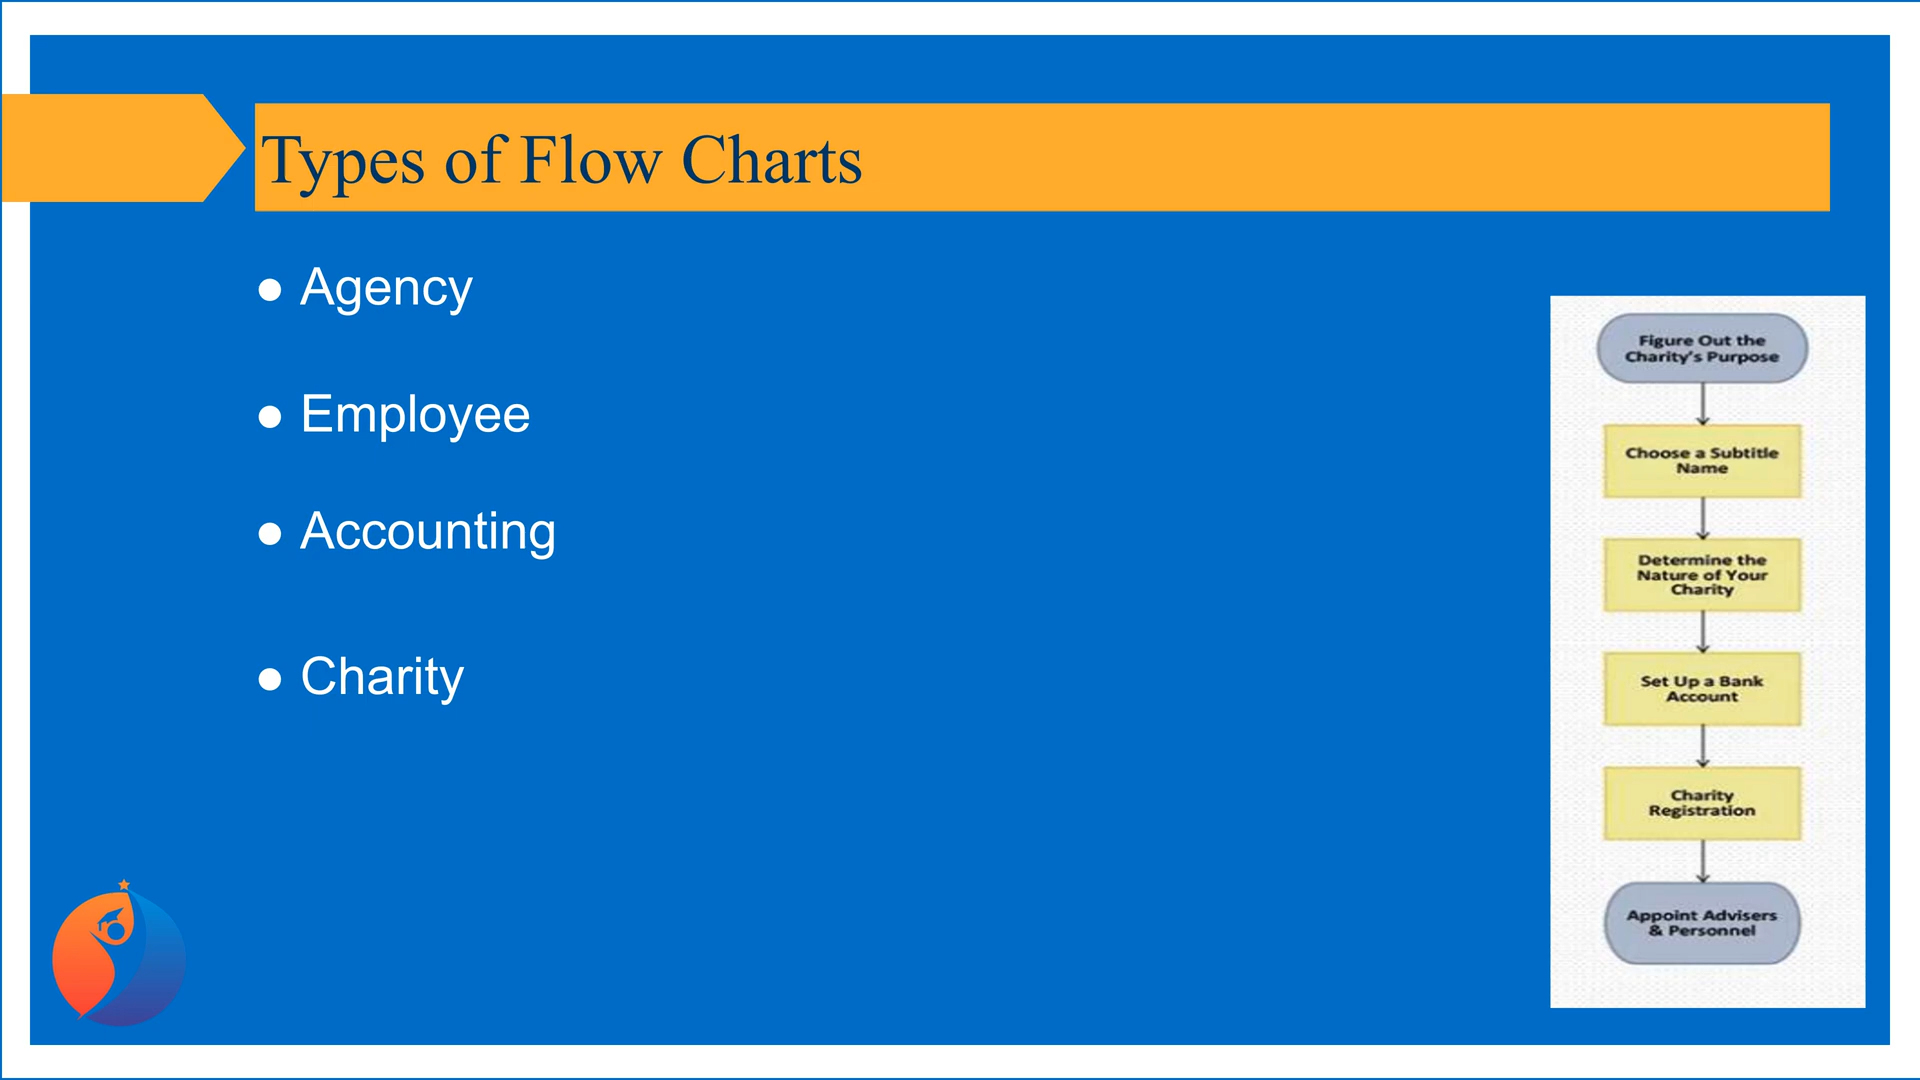 Types of Flow Charts
● Agency
● Employee
● Accounting
● Charity
Figure Out the
Charity's Purpose
Choose a Subtitle
Name
Determine the
Nature of Your
Charity
Set Up a Bank
Account
Charity
Registration
Appoint Advisers
& Personnel